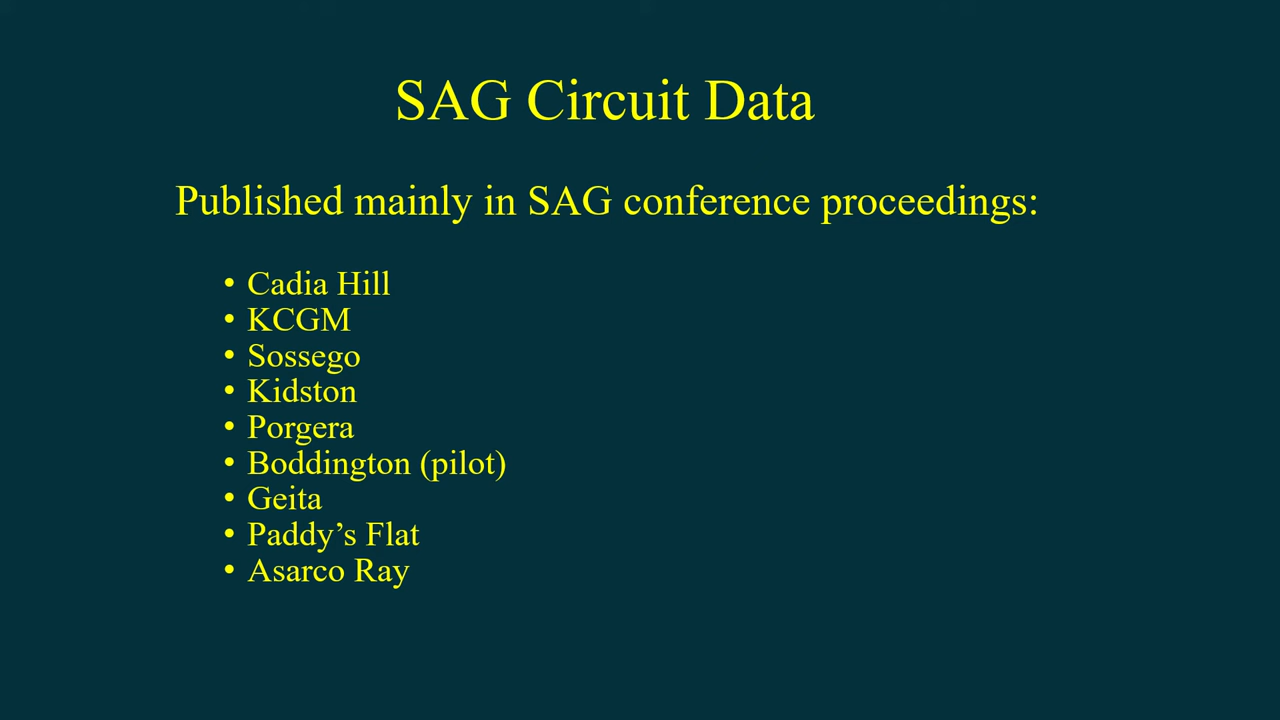 SAG Circuit Data
Published mainly in SAG conference proceedings:
• Cadia Hill
• KCGM
• Sossego
• Kidston
• Porgera
• Boddington (pilot)
• Geita
• Paddy’s Flat
• Asarco Ray